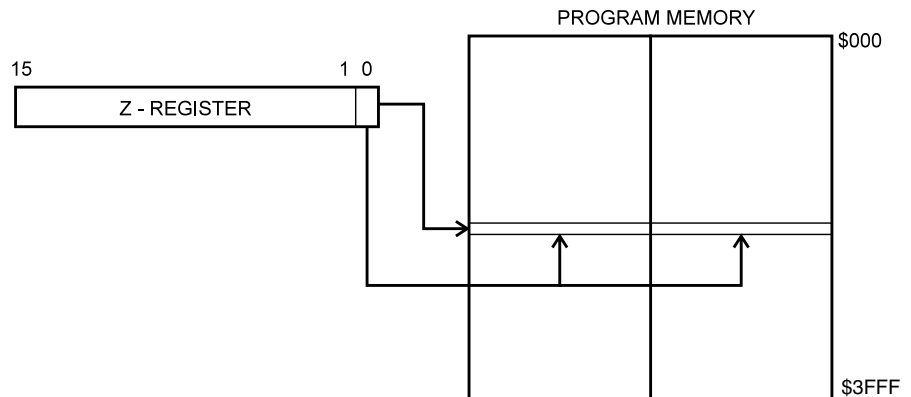 PROGRAM MEMORY
$000
15 1 0
Z - REGISTER
$3FFF